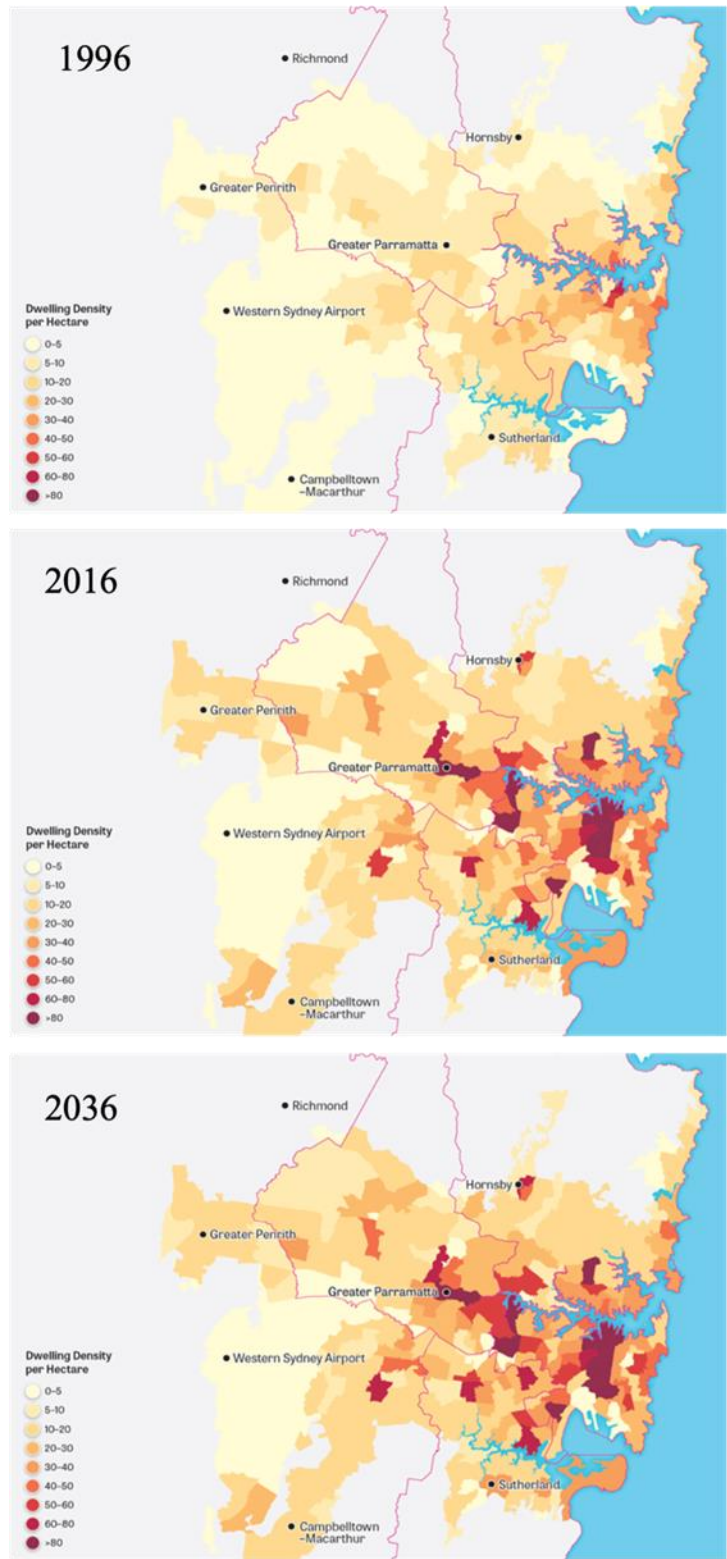 1996
Richmond
Hornsby
Greater Penrith
Greater Parramatta
Western Sydney Airport
Dwelling Density
per Hectare
0–5
5–10
10–20
20–30
30–40
40–50
50–60
60–80
>80
Sutherland
Campbelltown
–Macarthur
2016
Richmond
Hornsby
Greater Penrith
Greater Parramatta
Western Sydney Airport
Dwelling Density
per Hectare
0–5
5–10
10–20
20–30
30–40
40–50
50–60
60–80
>80
Sutherland
Campbelltown
–Macarthur
2036
Richmond
Hornsby
Greater Penrith
Greater Parramatta
Western Sydney Airport
Dwelling Density
per Hectare
0–5
5–10
10–20
20–30
30–40
40–50
50–60
60–80
>80
Sutherland
Campbelltown
–Macarthur